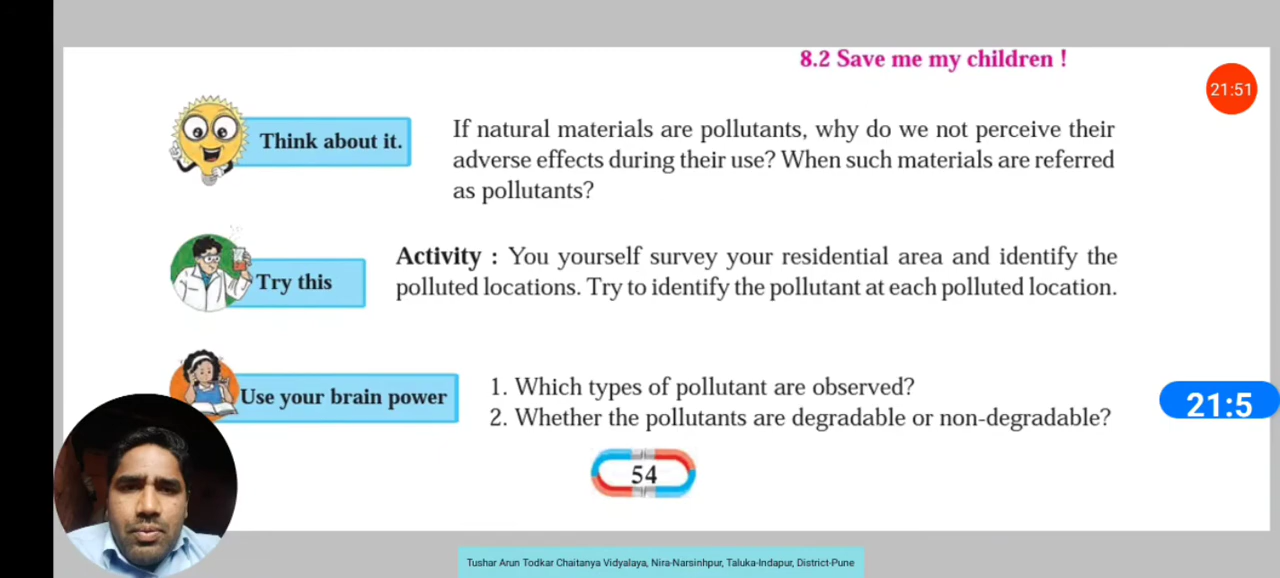 8.2 Save me my children !
21:51
Think about it.
If natural materials are pollutants, why do we not perceive their
adverse effects during their use? When such materials are referred
as pollutants?
Try this
Activity : You yourself survey your residential area and identify the
polluted locations. Try to identify the pollutant at each polluted location.
Use your brain power
1. Which types of pollutant are observed?
2. Whether the pollutants are degradable or non-degradable?
21:5
54
Tushar Arun Todkar Chaitanya Vidyalaya, Nira-Narsinhpur, Taluka-Indapur, District-Pune